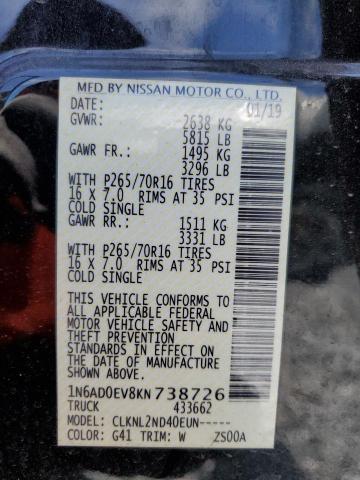 MFD BY NISSAN MOTOR CO., LTD.
DATE: 01/19
GVWR: 2638 KG
5815 LB
GAWR FR.: 1495 KG
3296 LB
WITH P265/70R16 TIRES
16 X 7.0 RIMS AT 35 PSI
COLD SINGLE
GAWR RR.: 1511 KG
3331 LB
WITH P265/70R16 TIRES
16 X 7.0 RIMS AT 35 PSI
COLD SINGLE
THIS VEHICLE CONFORMS TO
ALL APPLICABLE FEDERAL
MOTOR VEHICLE SAFETY AND
THEFT PREVENTION
STANDARDS IN EFFECT ON
THE DATE OF MANUFACTURE
SHOWN ABOVE.
1N6AD0EV8KN738726
TRUCK 433662
MODEL: CLKNL2ND40EUN-----
COLOR: G41 TRIM: W ZS00A